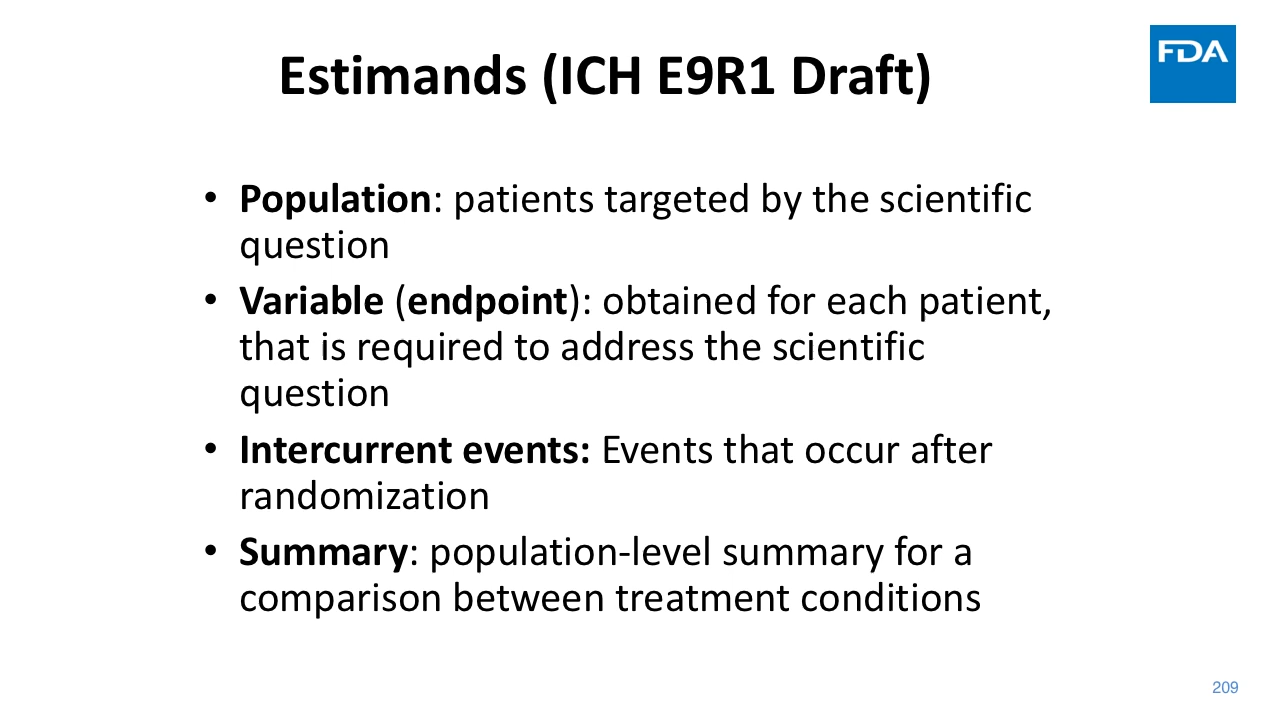 FDA
Estimands (ICH E9R1 Draft)
• Population: patients targeted by the scientific
question
• Variable (endpoint): obtained for each patient,
that is required to address the scientific
question
• Intercurrent events: Events that occur after
randomization
• Summary: population-level summary for a
comparison between treatment conditions
209